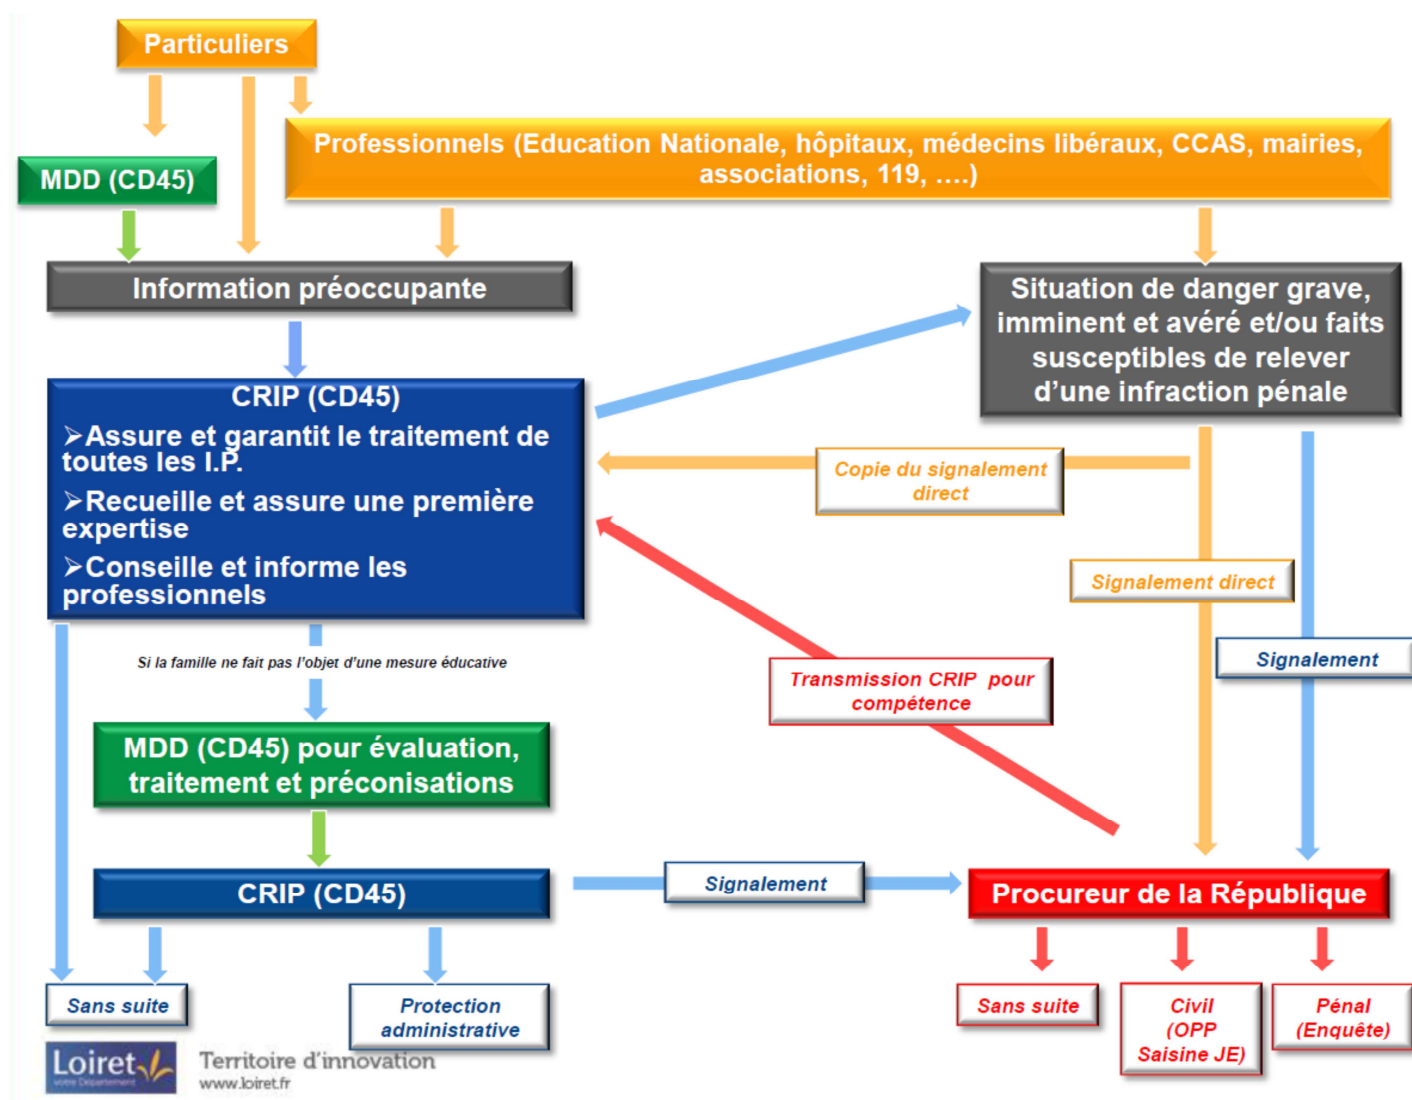 Particuliers
Professionnels (Education Nationale, hôpitaux, médecins libéraux, CCAS, mairies,
associations, 119, ....)
MDD (CD45)
Information préoccupante
Situation de danger grave,
imminent et avéré et/ou faits
susceptibles de relever
d'une infraction pénale
CRIP (CD45)
➢Assure et garantit le traitement de
toutes les I.P.
➢Recueille et assure une première
expertise
➢Conseille et informe les
professionnels
Copie du signalement
direct
Signalement direct
Signalement
Si la famille ne fait pas l'objet d'une mesure éducative
Transmission CRIP pour
compétence
MDD (CD45) pour évaluation,
traitement et préconisations
CRIP (CD45)
Signalement
Procureur de la République
Sans suite
Protection
administrative
Sans suite
Civil
(OPP
Saisine JE)
Pénal
(Enquête)
Loiret
votre Département
Territoire d'innovation
www.loiret.fr